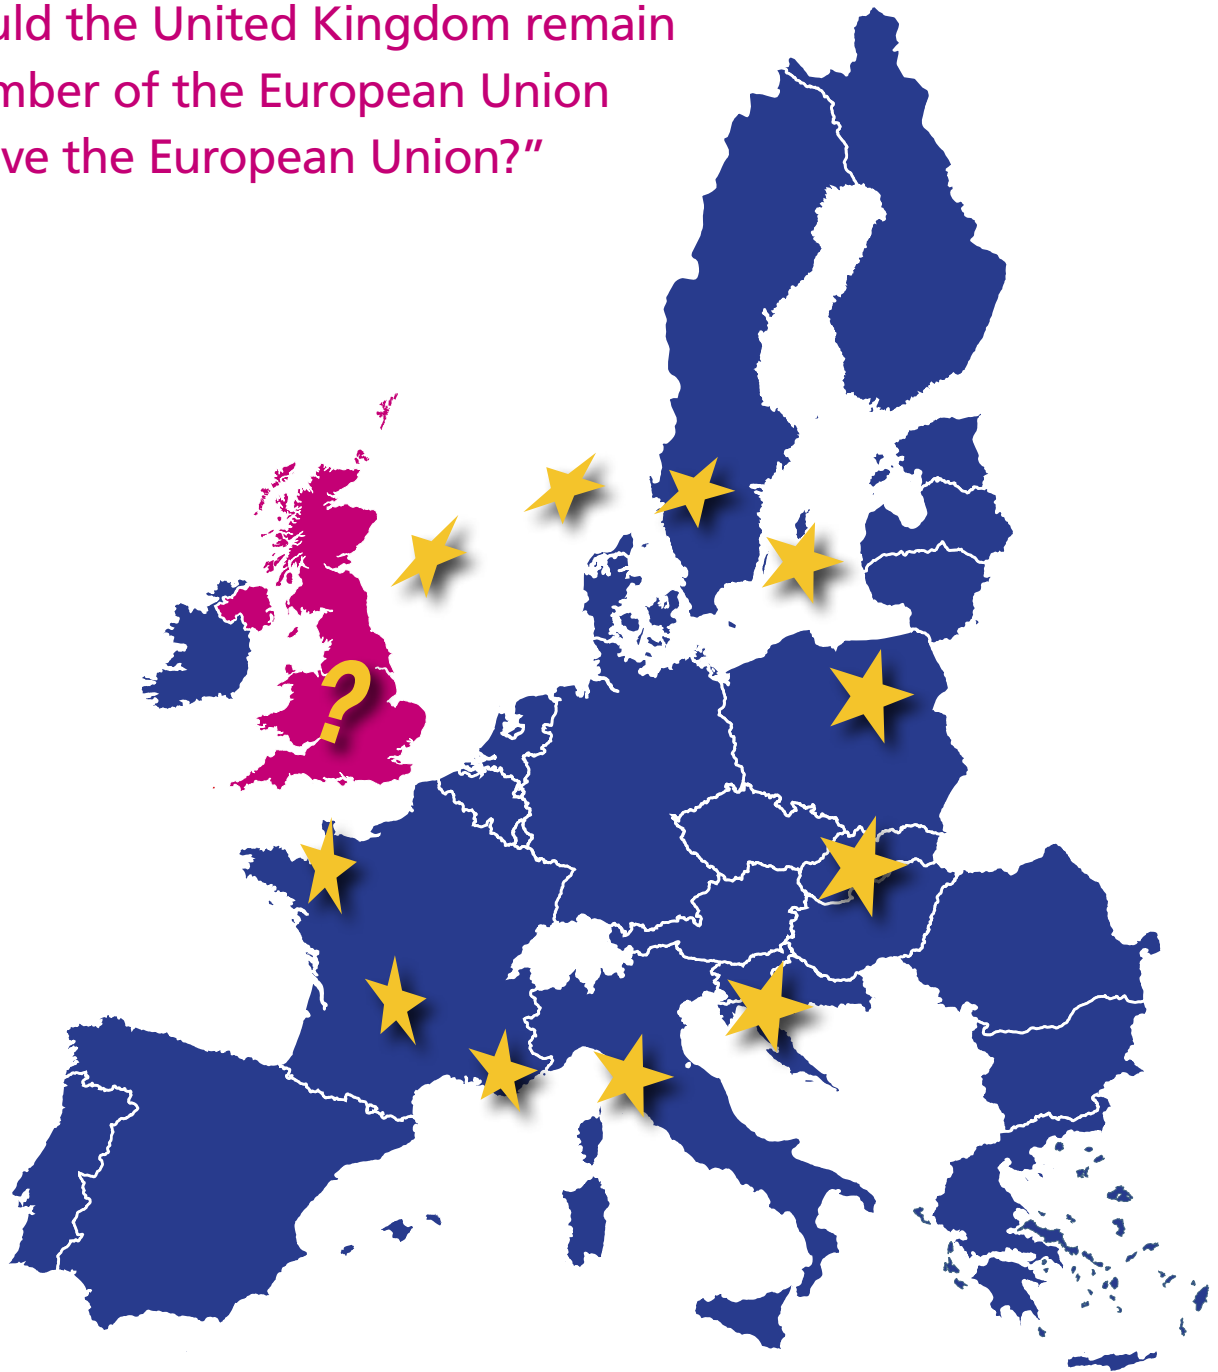 uld the United Kingdom remain
mber of the European Union
ve the European Union?”
?